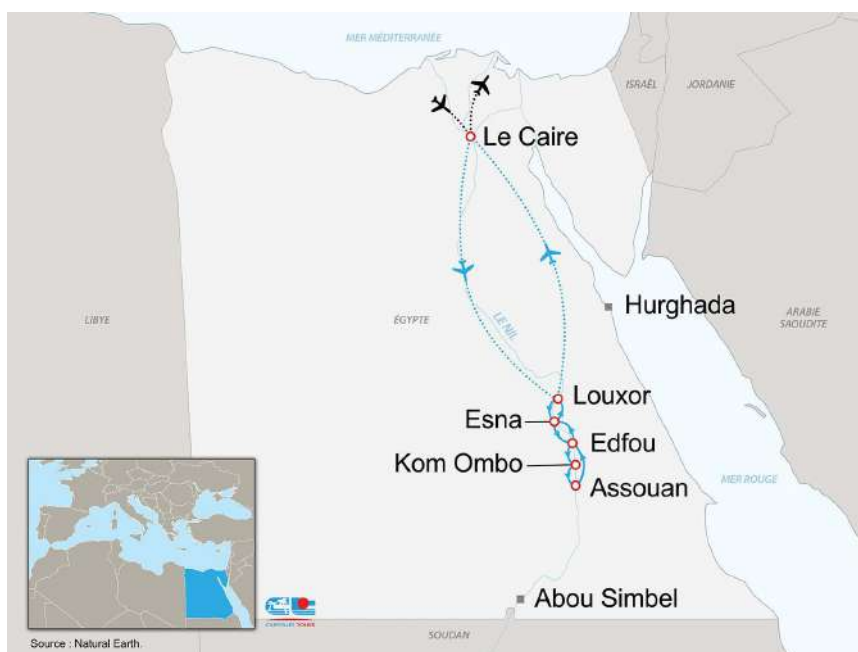 MER MÉDITERRANÉE
ISRAËL
JORDANIE
Le Caire
LIBYE
ÉGYPTE
LE NIL
Hurghada
ARABIE
SAOUDITE
Louxor
Esna
Edfou
Kom Ombo
Assouan
MER ROUGE
Abou Simbel
SOUDAN
Source : Natural Earth.